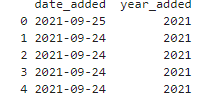 date_added year_added
0 2021-09-25 2021
1 2021-09-24 2021
2 2021-09-24 2021
3 2021-09-24 2021
4 2021-09-24 2021